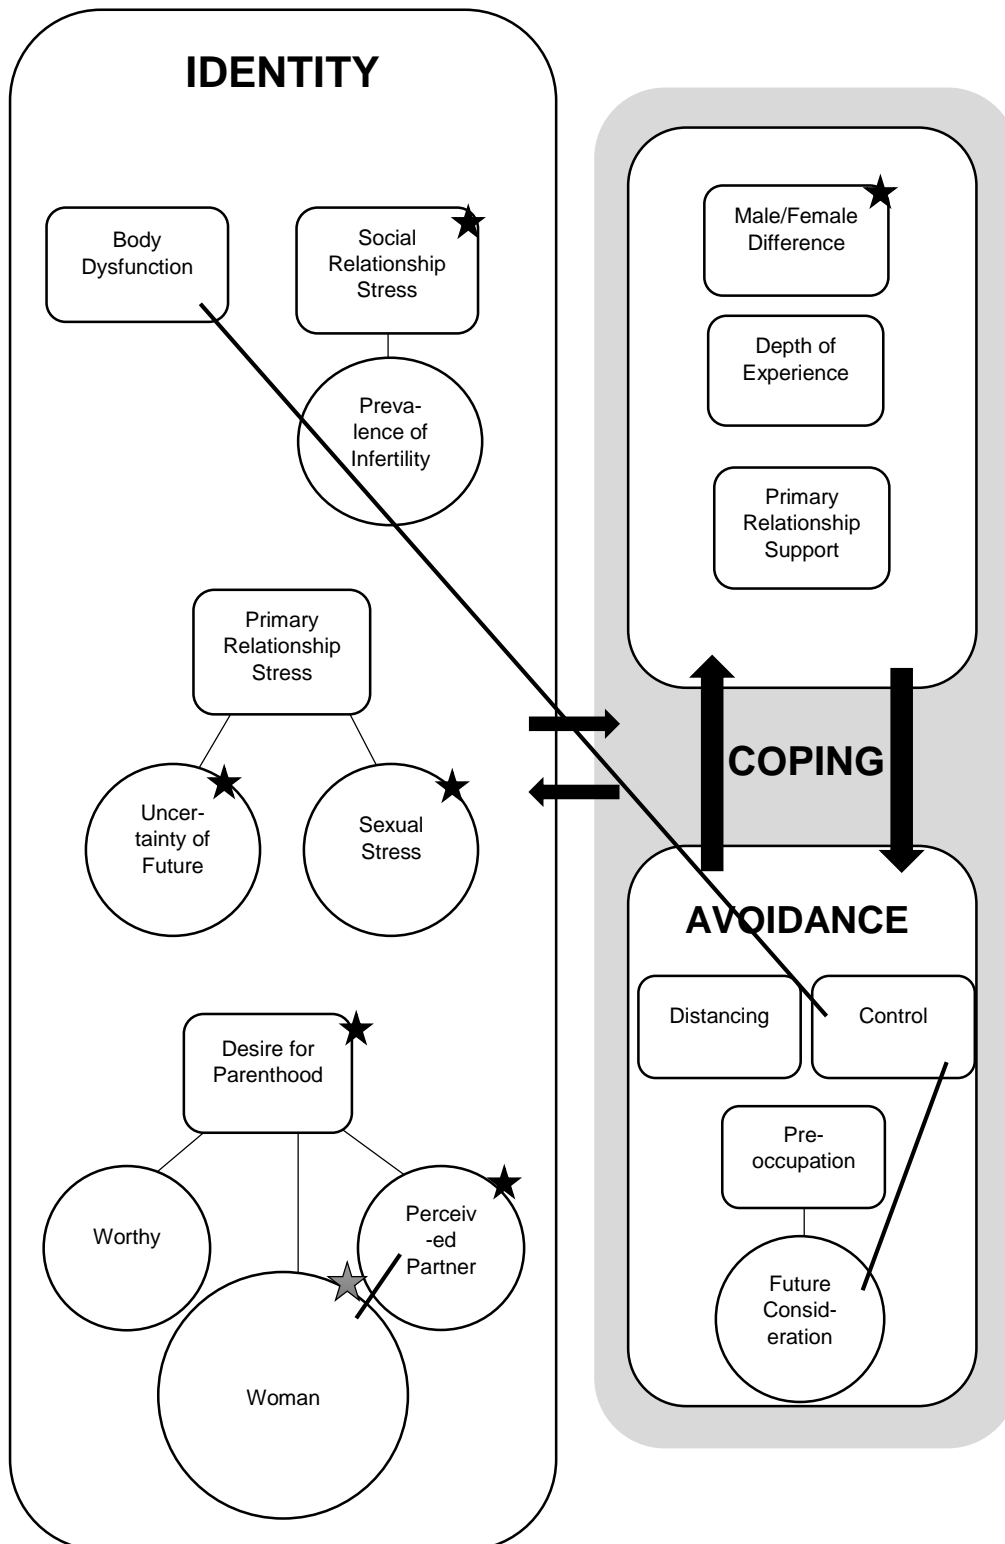 IDENTITY
Body
Dysfunction
Social
Relationship
Stress
Preva-
lence of
Infertility
Primary
Relationship
Stress
Uncer-
tainty of
Future
Sexual
Stress
Desire for
Parenthood
Worthy
Perceiv
-ed
Partner
Woman
Male/Female
Difference
Depth of
Experience
Primary
Relationship
Support
COPING
AVOIDANCE
Distancing
Control
Pre-
occupation
Future
Consid-
eration